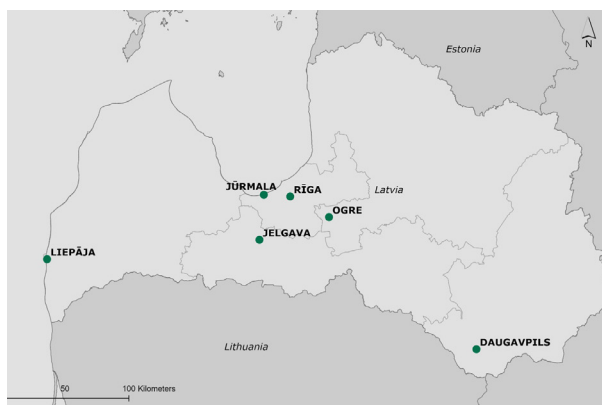 Estonia
N
JŪRMALA
RĪGA
Latvia
OGRE
JELGAVA
LIEPĀJA
Lithuania
DAUGAVPILS
50
100 Kilometers